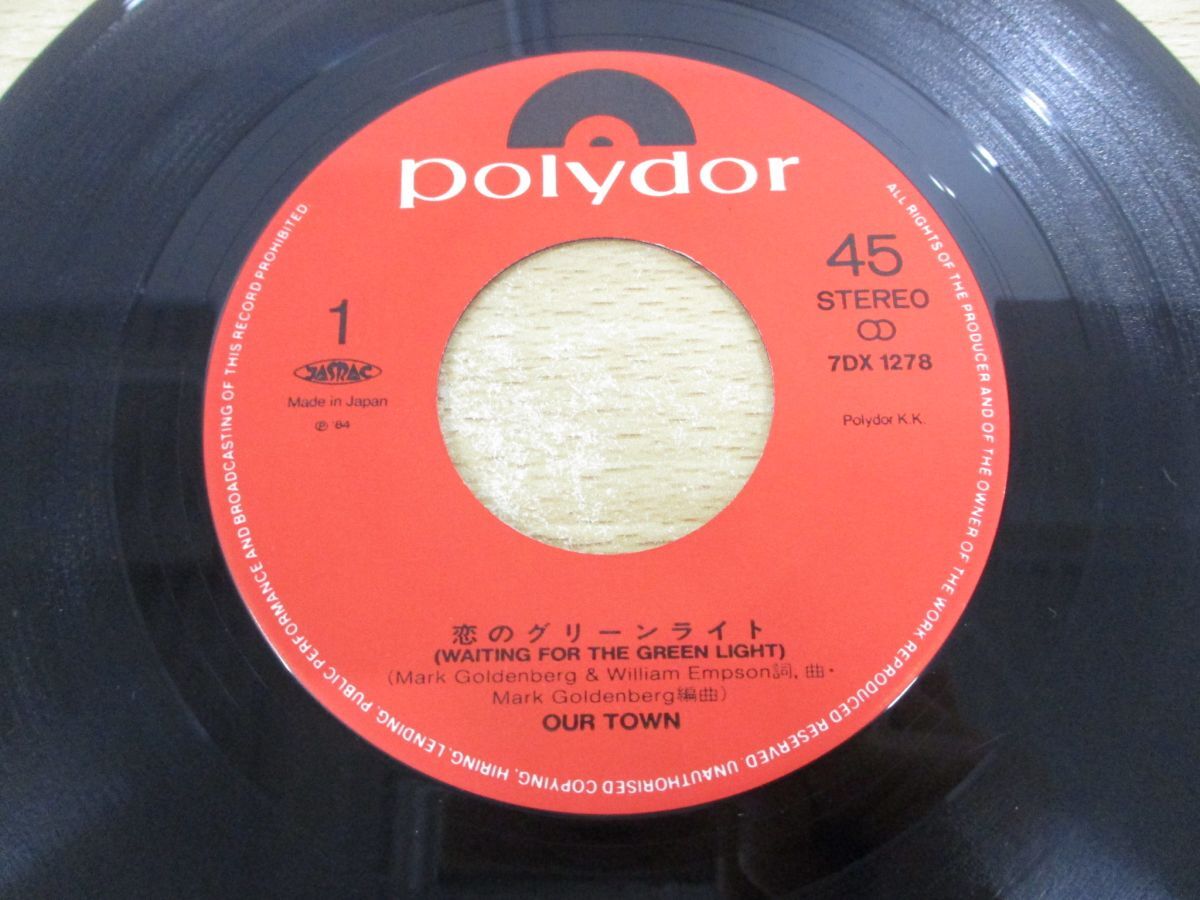 polydor
1
JASRAC
Made in Japan
℗ '84
45
STEREO
7DX 1278
Polydor K.K.
恋のグリーンライト
(WAITING FOR THE GREEN LIGHT)
(Mark Goldenberg & William Empson詞, 曲・
Mark Goldenberg編曲)
OUR TOWN
ALL RIGHTS OF THE PRODUCER AND OF THE OWNER OF THE WORK REPRODUCED RESERVED. UNAUTHORISED COPYING, HIRING, LENDING, PUBLIC PERFORMANCE AND BROADCASTING OF THIS RECORD PROHIBITED.